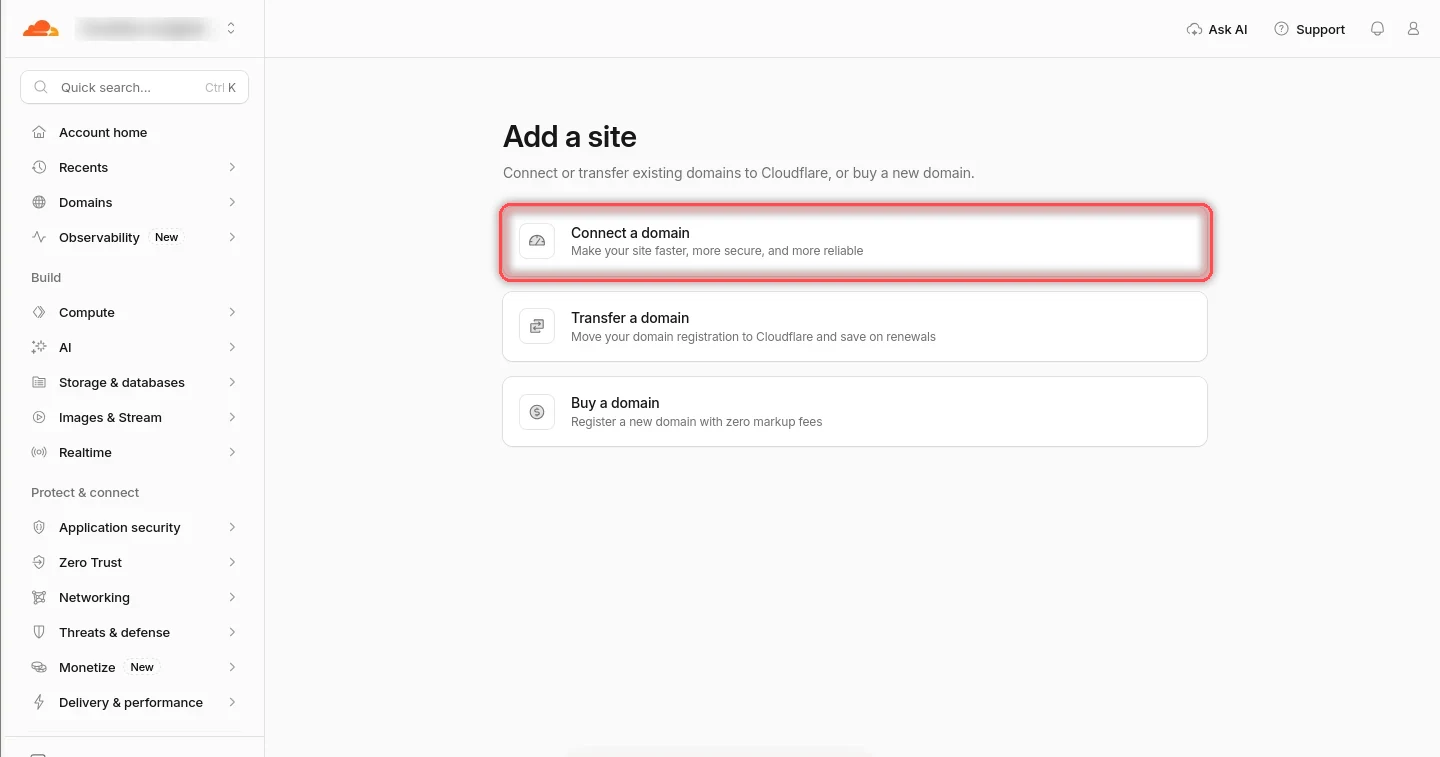 Ask AI
Support
Quick search...
Ctrl K
Account home
Recents
Domains
Observability New
Build
Compute
AI
Storage & databases
Images & Stream
Realtime
Protect & connect
Application security
Zero Trust
Networking
Threats & defense
Monetize New
Delivery & performance
Add a site
Connect or transfer existing domains to Cloudflare, or buy a new domain.
Connect a domain
Make your site faster, more secure, and more reliable
Transfer a domain
Move your domain registration to Cloudflare and save on renewals
Buy a domain
Register a new domain with zero markup fees